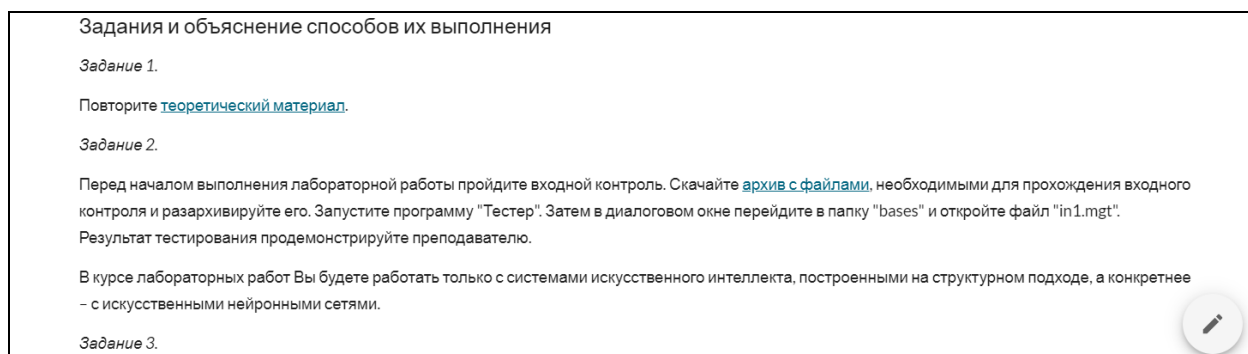 Задания и объяснение способов их выполнения
Задание 1.
Повторите теоретический материал.
Задание 2.
Перед началом выполнения лабораторной работы пройдите входной контроль. Скачайте архив с файлами, необходимыми для прохождения входного
контроля и разархивируйте его. Запустите программу "Тестер". Затем в диалоговом окне перейдите в папку "bases" и откройте файл "in1.mgt".
Результат тестирования продемонстрируйте преподавателю.
В курсе лабораторных работ Вы будете работать только с системами искусственного интеллекта, построенными на структурном подходе, а конкретнее
– с искусственными нейронными сетями.
Задание 3.